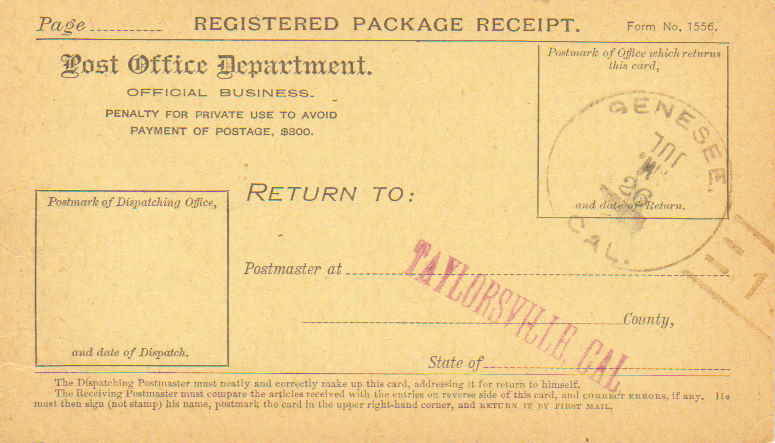 Page
REGISTERED PACKAGE RECEIPT.
Form No, 1556.
Post Office Department.
OFFICIAL BUSINESS.
PENALTY FOR PRIVATE USE TO AVOID
PAYMENT OF POSTAGE, $300.
Postmark of Office which returns
this card,
and date of Return.
GENESEE,
JUL
26
CAL.
1
Postmark of Dispatching Office,
and date of Dispatch.
RETURN TO:
Postmaster at
TAYLORSVILLE, CAL
County,
State of
The Dispatching Postmaster must neatly and correctly make up this card, addressing it for return to himself.
The Receiving Postmaster must compare the articles received with the entries on reverse side of this card, and CORRECT ERRORS, if any. He
must then sign (not stamp) his name, postmark the card in the upper right-hand corner, and RETURN IT BY FIRST MAIL.